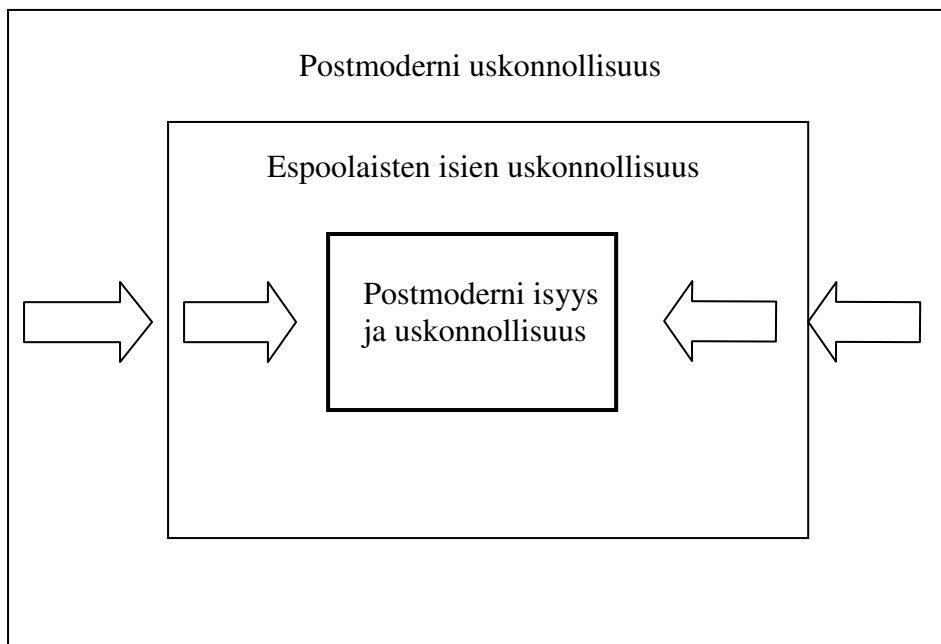 Postmoderni uskonnollisuus
Espoolaisten isien uskonnollisuus
Postmoderni isyys
ja uskonnollisuus